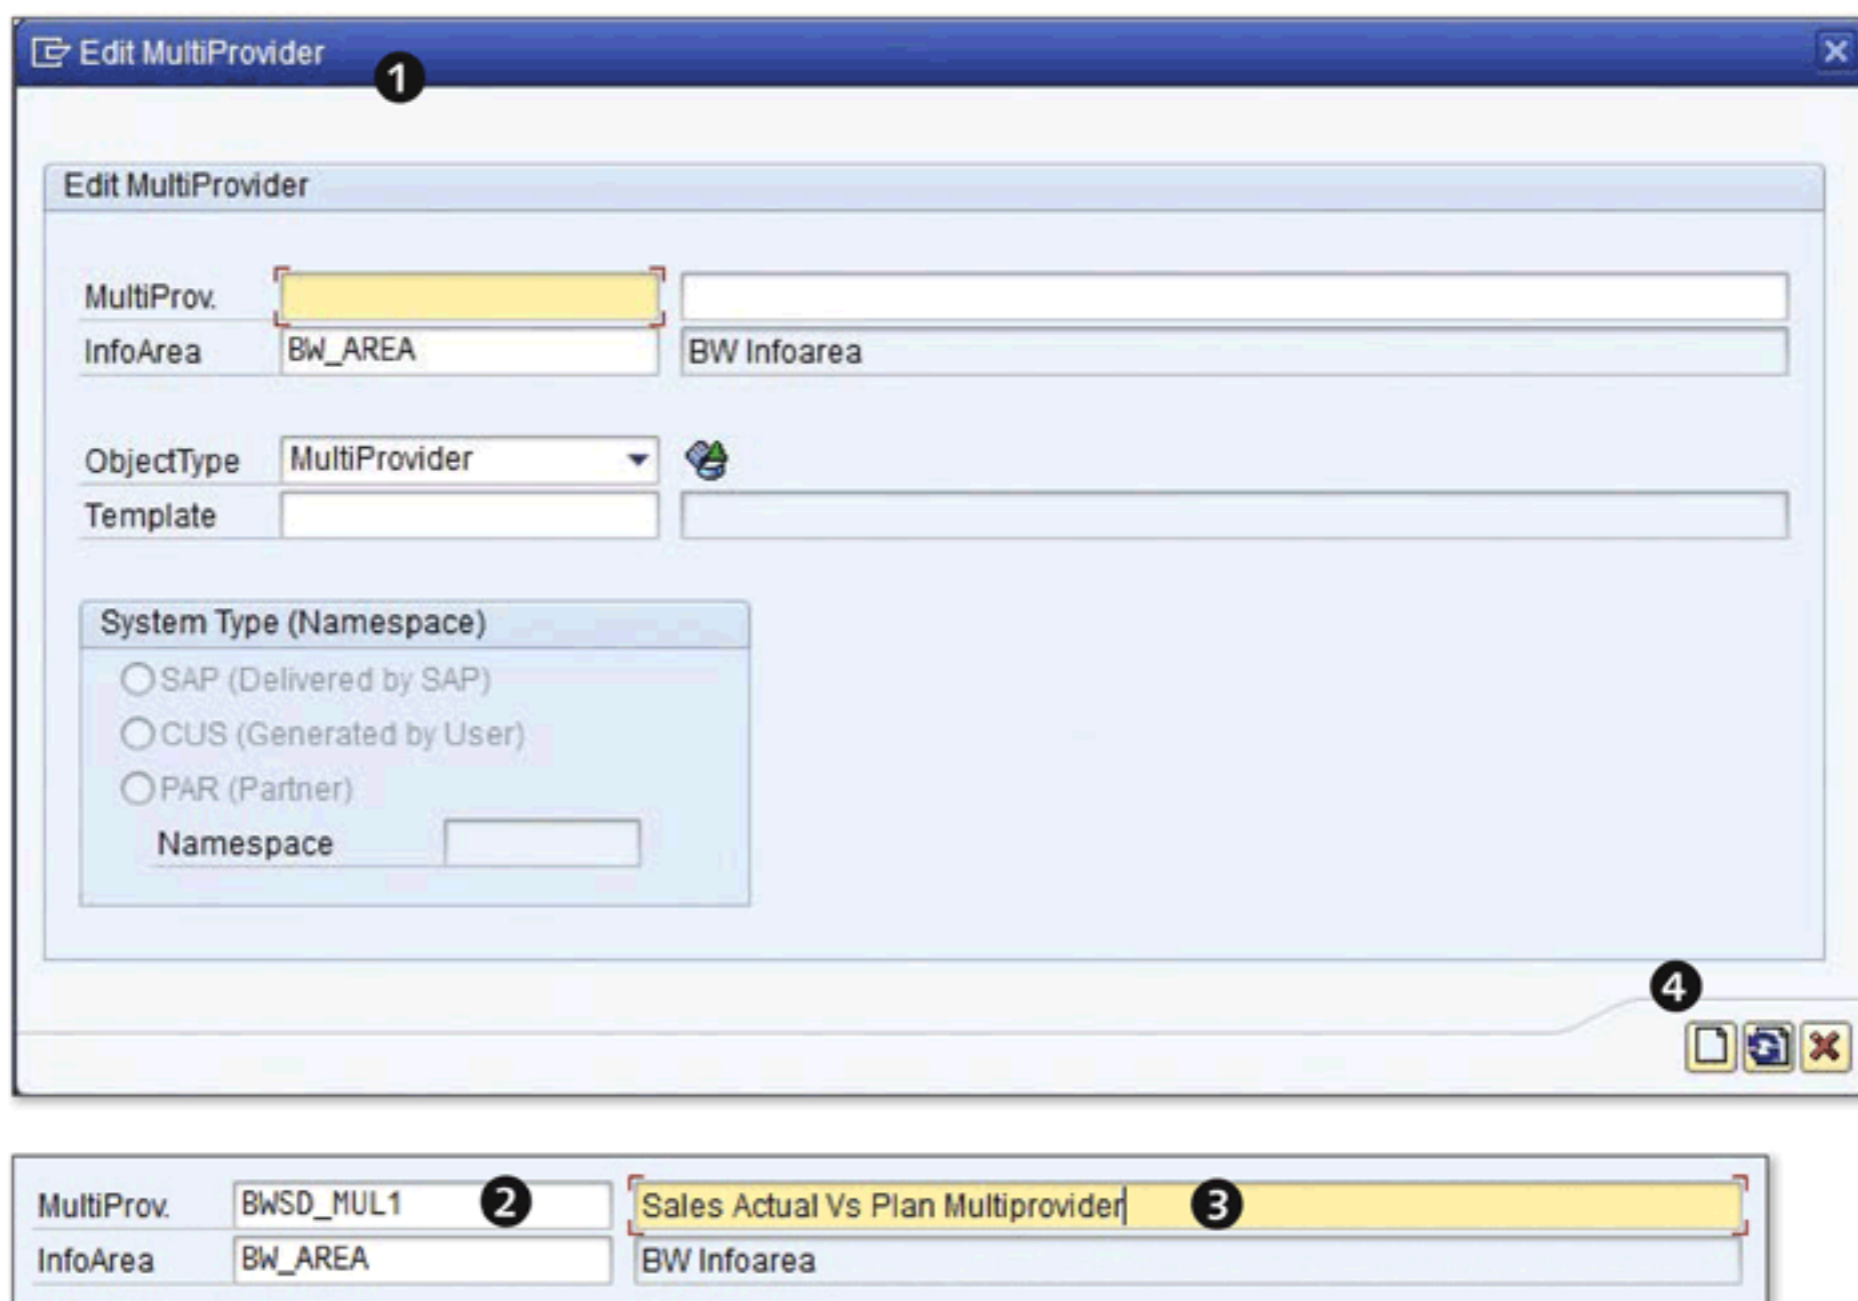 Edit MultiProvider
1
Edit MultiProvider
MultiProv.
InfoArea BW_AREA BW Infoarea
ObjectType MultiProvider
Template
System Type (Namespace)
SAP (Delivered by SAP)
CUS (Generated by User)
PAR (Partner)
Namespace
4
MultiProv. BWSD_MUL1 2 Sales Actual Vs Plan Multiprovider 3
InfoArea BW_AREA BW Infoarea